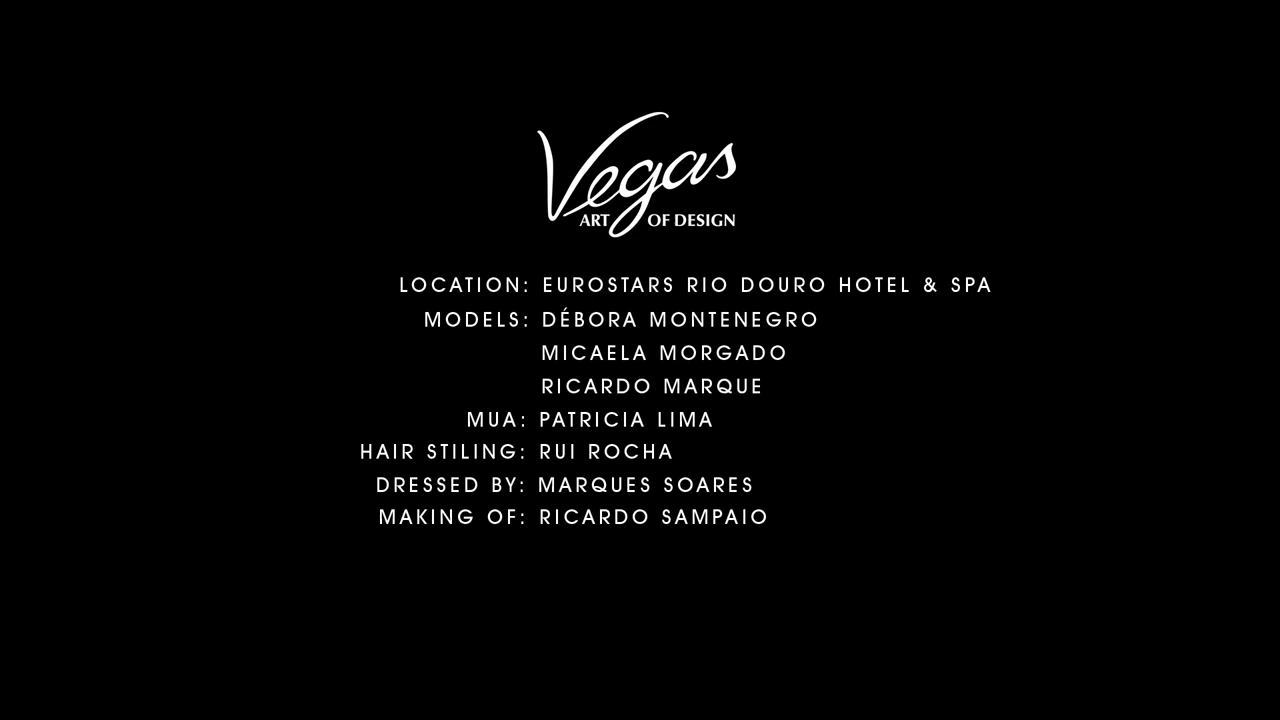 Vegas
ART OF DESIGN
LOCATION: EUROSTARS RIO DOURO HOTEL & SPA
MODELS: DÉBORA MONTENEGRO
MICAELA MORGADO
RICARDO MARQUE
MUA: PATRICIA LIMA
HAIR STILING: RUI ROCHA
DRESSED BY: MARQUES SOARES
MAKING OF: RICARDO SAMPAIO